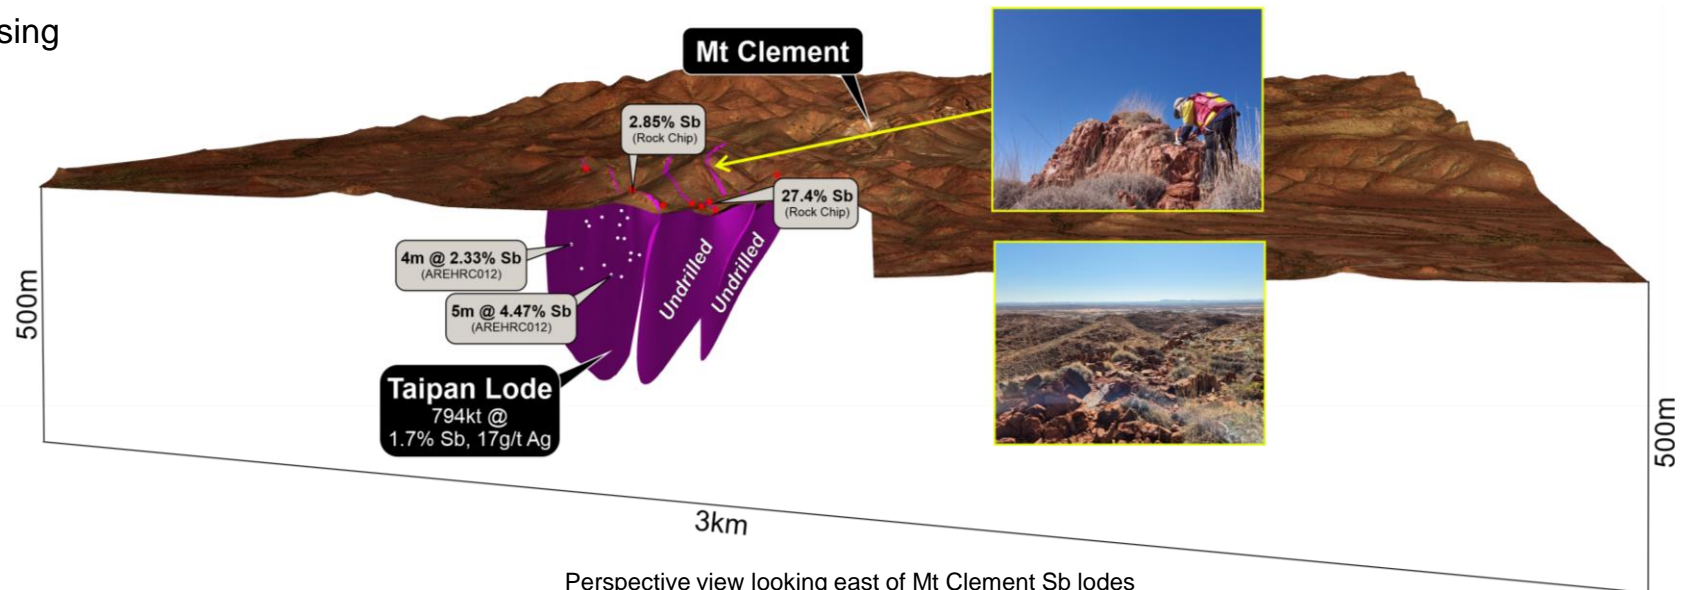 sing
Mt Clement
2.85% Sb
(Rock Chip)
27.4% Sb
(Rock Chip)
4m @ 2.33% Sb
(AREHRC012)
5m @ 4.47% Sb
(AREHRC012)
Undrilled
Undrilled
Taipan Lode
794kt @
1.7% Sb, 17g/t Ag
500m
500m
3km
Perspective view looking east of Mt Clement Sb lodes